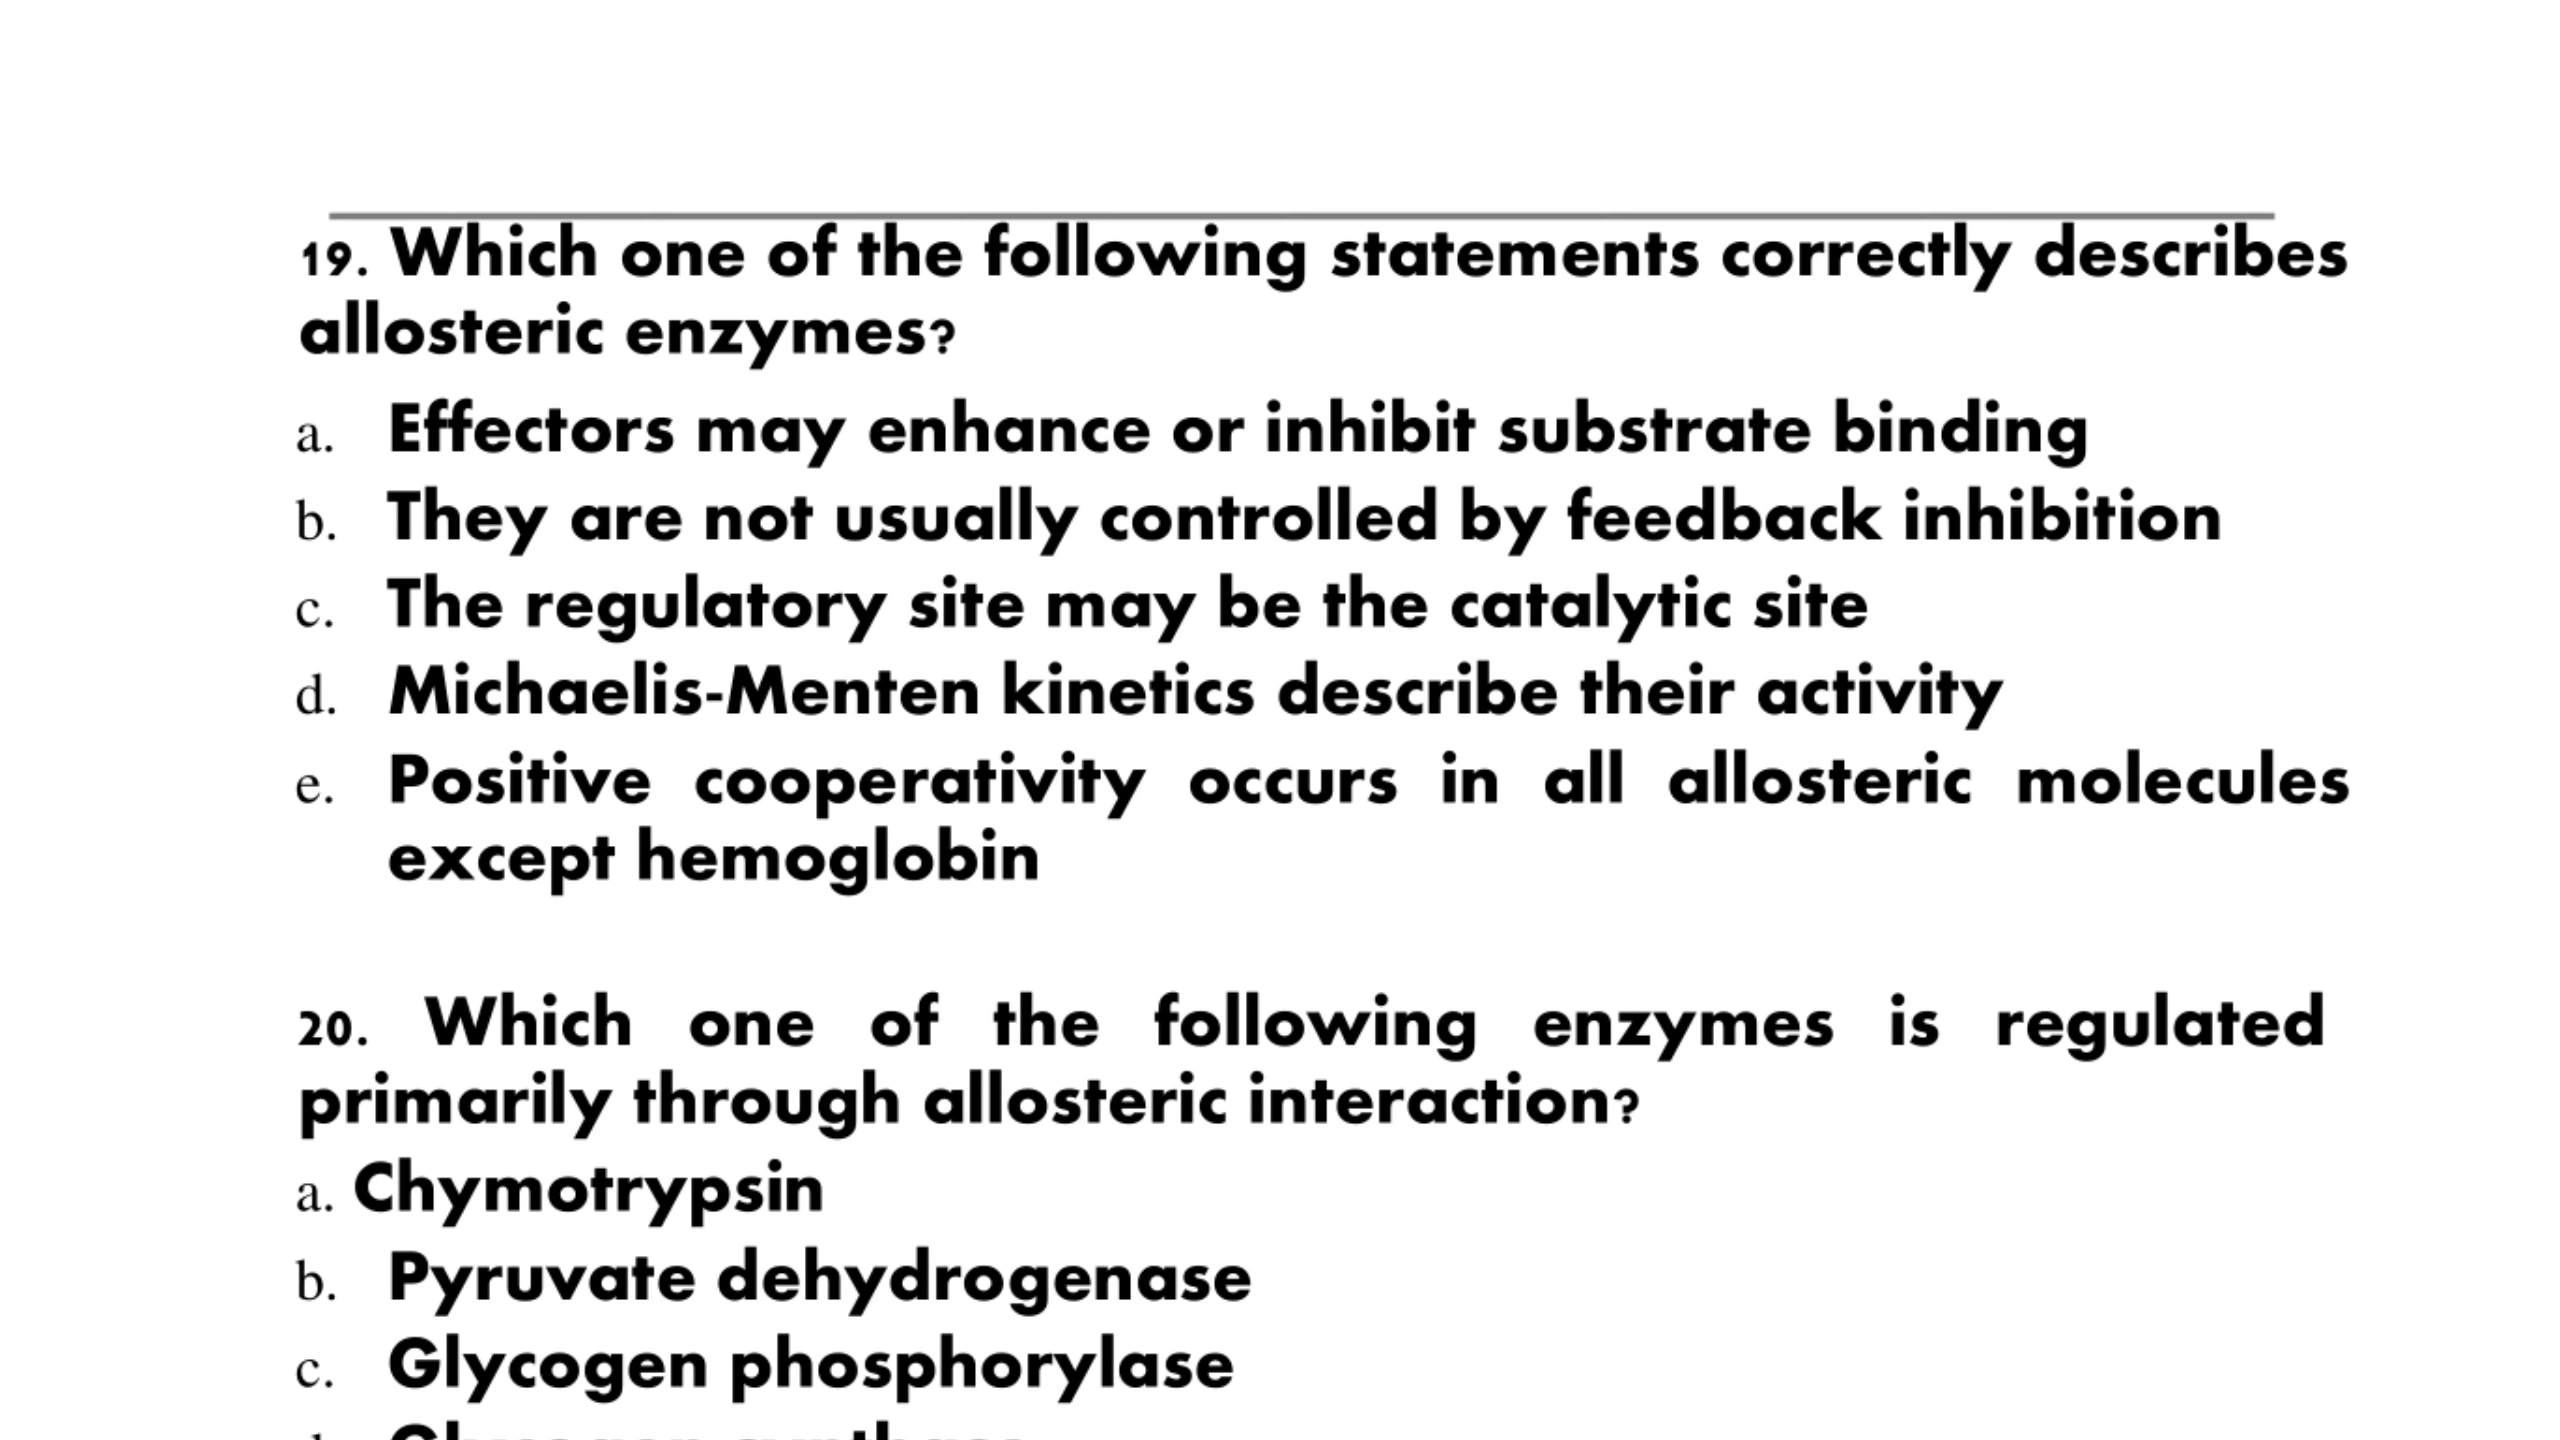 19. Which one of the following statements correctly describes
allosteric enzymes?
a. Effectors may enhance or inhibit substrate binding
b. They are not usually controlled by feedback inhibition
c. The regulatory site may be the catalytic site
d. Michaelis-Menten kinetics describe their activity
e. Positive cooperativity occurs in all allosteric molecules
except hemoglobin
20. Which one of the following enzymes is regulated
primarily through allosteric interaction?
a. Chymotrypsin
b. Pyruvate dehydrogenase
c. Glycogen phosphorylase